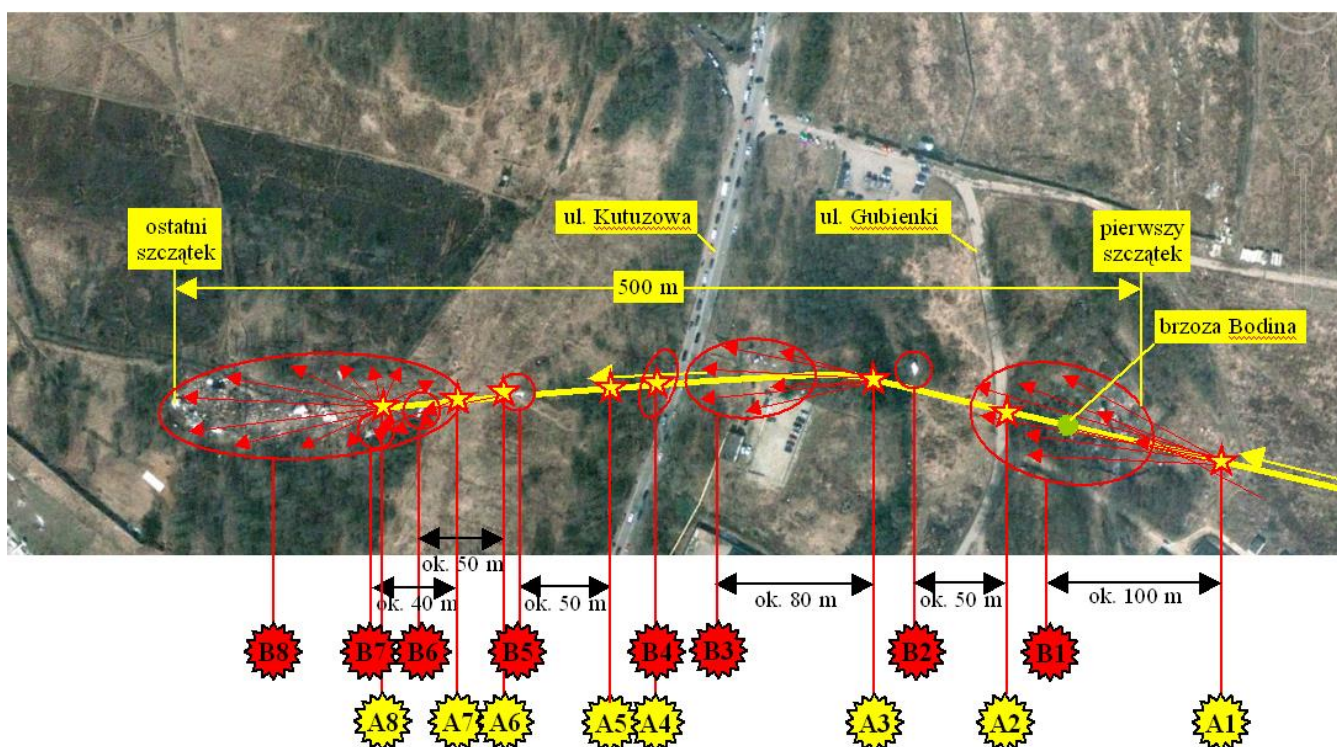 ostatni
szczątek
ul. Kutuzowa
ul. Gubienki
pierwszy
szczątek
500 m
brzoza Bodina
ok. 50 m
ok. 40 m
ok. 50 m
ok. 80 m
ok. 50 m
ok. 100 m
B8
B7
B6
B5
B4
B3
B2
B1
A8
A7
A6
A5
A4
A3
A2
A1